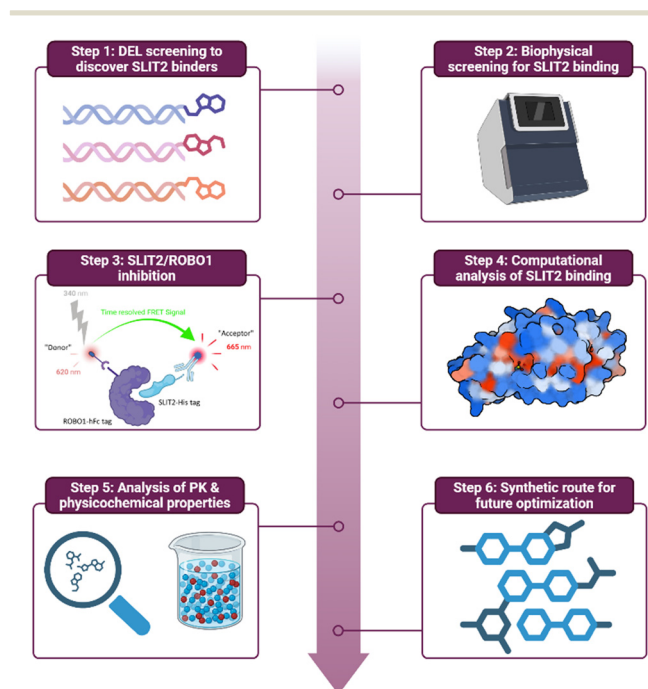 Step 1: DEL screening to
discover SLIT2 binders
Step 2: Biophysical
screening for SLIT2 binding
Step 3: SLIT2/ROBO1
inhibition
340 nm
Time resolved FRET-Signal
"Donor"
"Acceptor"
665 nm
620 nm
SLIT2-His tag
ROBO1-hFc tag
Step 4: Computational
analysis of SLIT2 binding
Step 5: Analysis of PK &
physicochemical properties
Step 6: Synthetic route for
future optimization